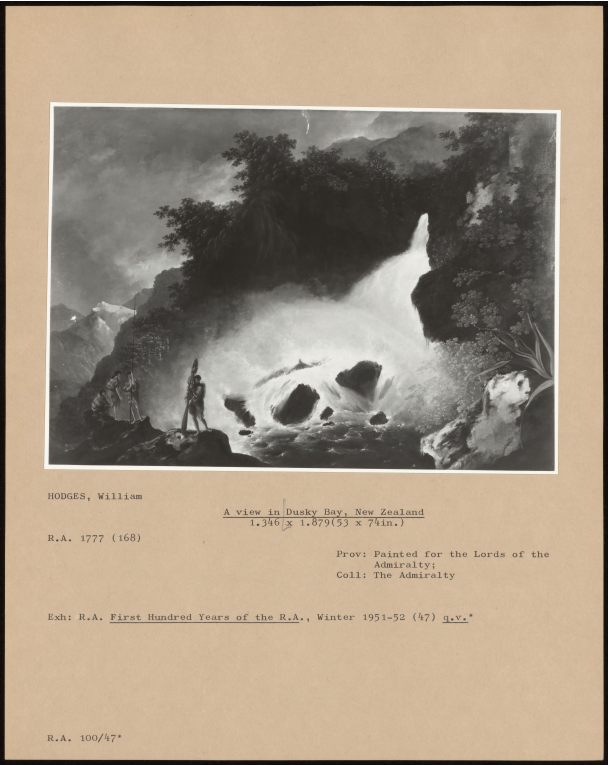 HODGES, William
A view in Dusky Bay, New Zealand
1.346 x 1.879(53 x 74in.)
R.A. 1777 (168)
Prov: Painted for the Lords of the
Admiralty;
Coll: The Admiralty
Exh: R.A. First Hundred Years of the R.A., Winter 1951-52 (47) q.v.*
R.A. 100/47*